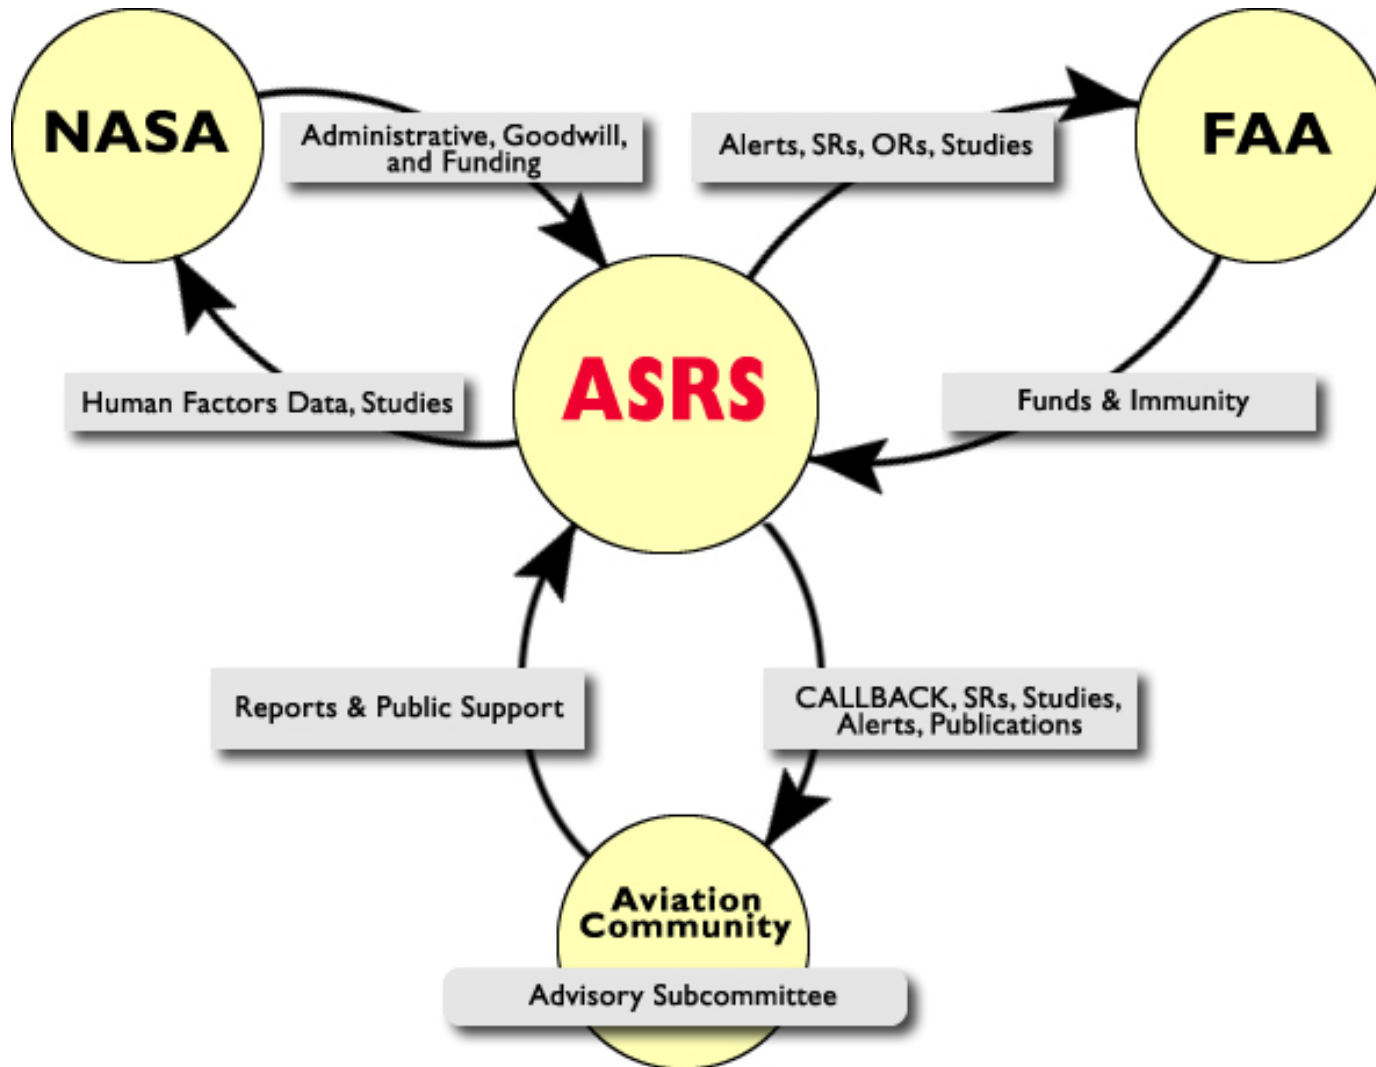 NASA
FAA
Administrative, Goodwill,
and Funding
Alerts, SRs, ORs, Studies
ASRS
Human Factors Data, Studies
Funds & Immunity
Reports & Public Support
CALLBACK, SRs, Studies,
Alerts, Publications
Aviation
Community
Advisory Subcommittee